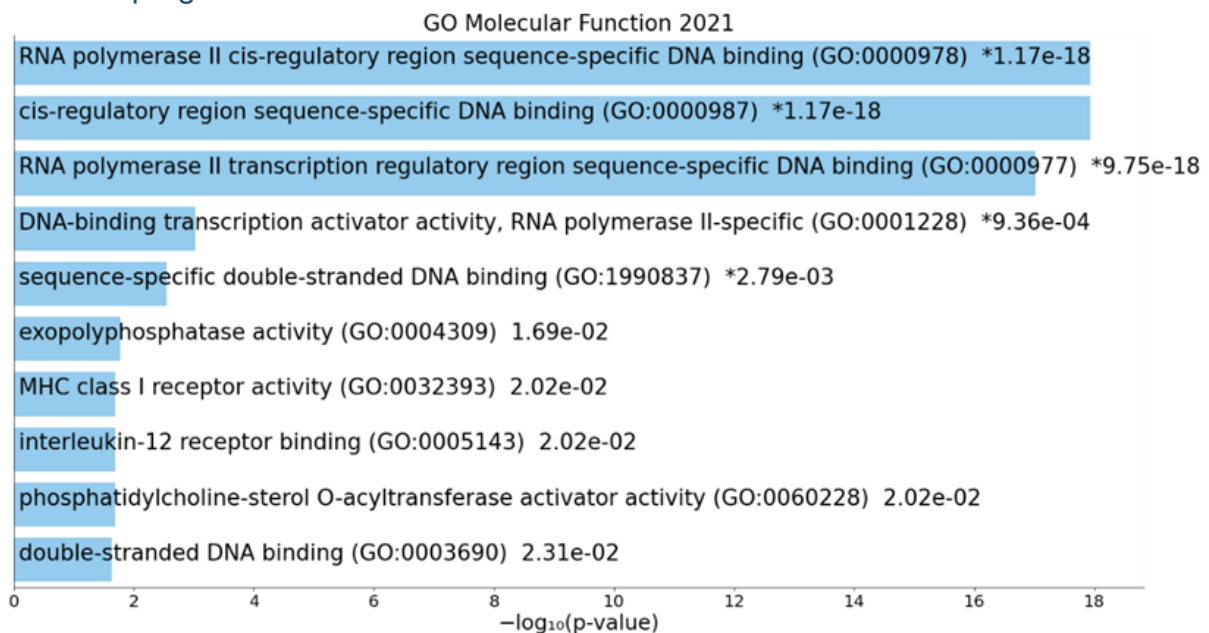 GO Molecular Function 2021
RNA polymerase II cis-regulatory region sequence-specific DNA binding (GO:0000978) *1.17e-18
cis-regulatory region sequence-specific DNA binding (GO:0000987) *1.17e-18
RNA polymerase II transcription regulatory region sequence-specific DNA binding (GO:0000977) *9.75e-18
DNA-binding transcription activator activity, RNA polymerase II-specific (GO:0001228) *9.36e-04
sequence-specific double-stranded DNA binding (GO:1990837) *2.79e-03
exopolyphosphatase activity (GO:0004309) 1.69e-02
MHC class I receptor activity (GO:0032393) 2.02e-02
interleukin-12 receptor binding (GO:0005143) 2.02e-02
phosphatidylcholine-sterol O-acyltransferase activator activity (GO:0060228) 2.02e-02
double-stranded DNA binding (GO:0003690) 2.31e-02
0 2 4 6 8 10 12 14 16 18
−log₁₀(p-value)